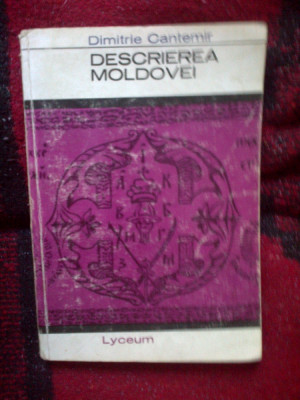 Dimitrie Cantemir
DESCRIEREA
MOLDOVEI
Lyceum